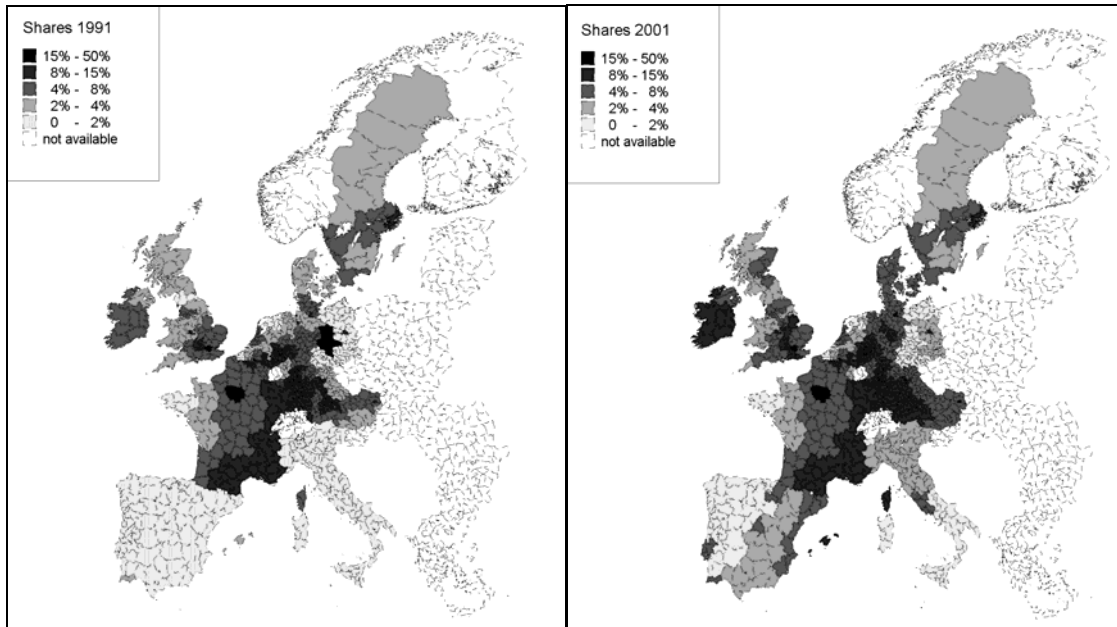 Shares 1991
15% - 50%
8% - 15%
4% - 8%
2% - 4%
0 - 2%
not available
Shares 2001
15% - 50%
8% - 15%
4% - 8%
2% - 4%
0 - 2%
not available